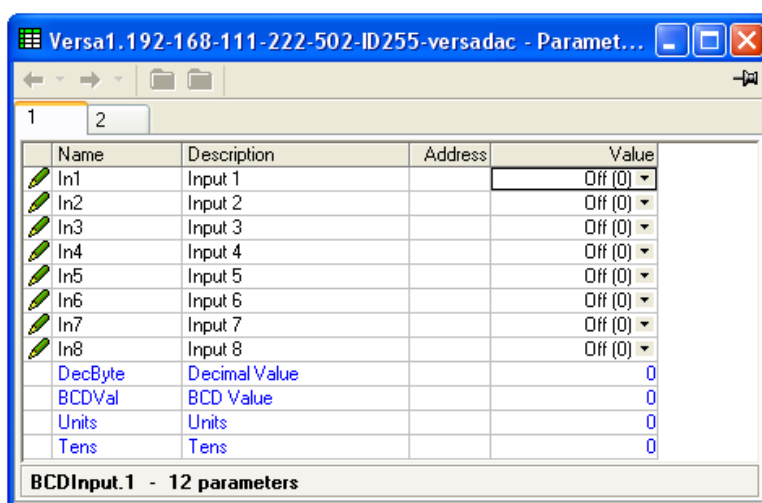 Versa1.192-168-111-222-502-ID255-versadac - Paramet...
1 2
Name Description Address Value
In1 Input 1 Off (0)
In2 Input 2 Off (0)
In3 Input 3 Off (0)
In4 Input 4 Off (0)
In5 Input 5 Off (0)
In6 Input 6 Off (0)
In7 Input 7 Off (0)
In8 Input 8 Off (0)
DecByte Decimal Value 0
BCDVal BCD Value 0
Units Units 0
Tens Tens 0
BCDInput.1 - 12 parameters